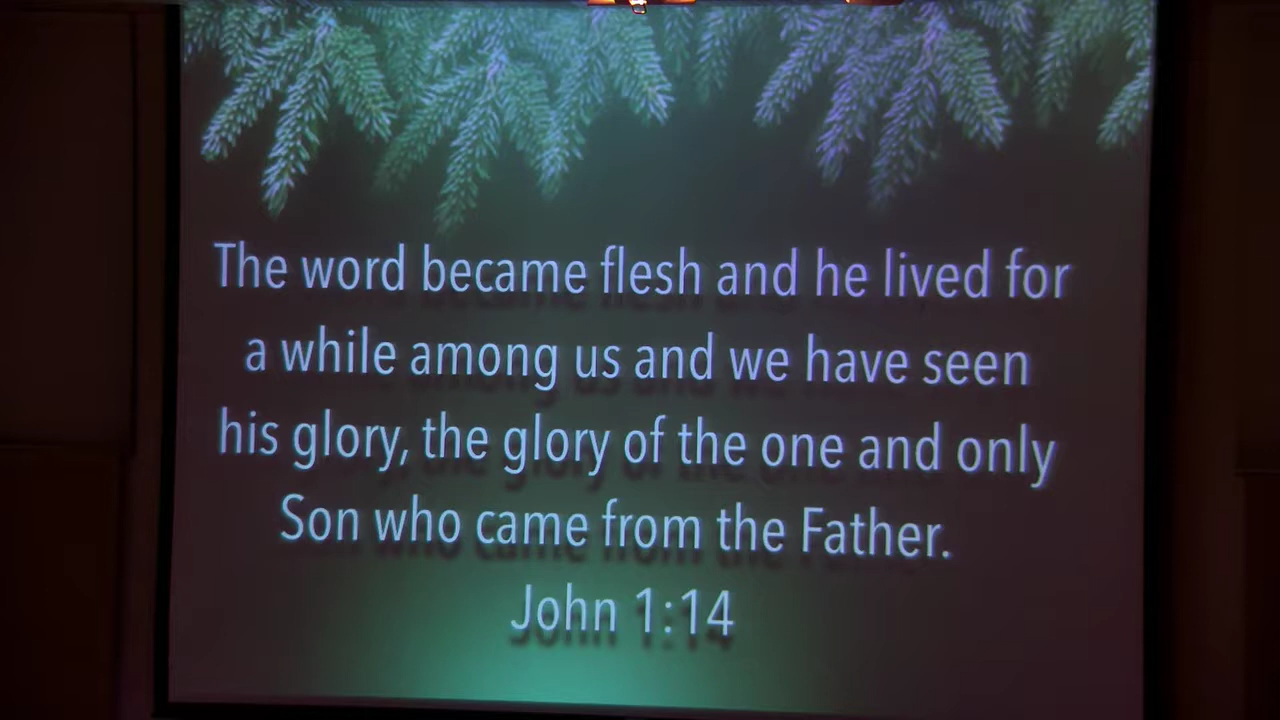 The word became flesh and he lived for
a while among us and we have seen
his glory, the glory of the one and only
Son who came from the Father.
John 1:14